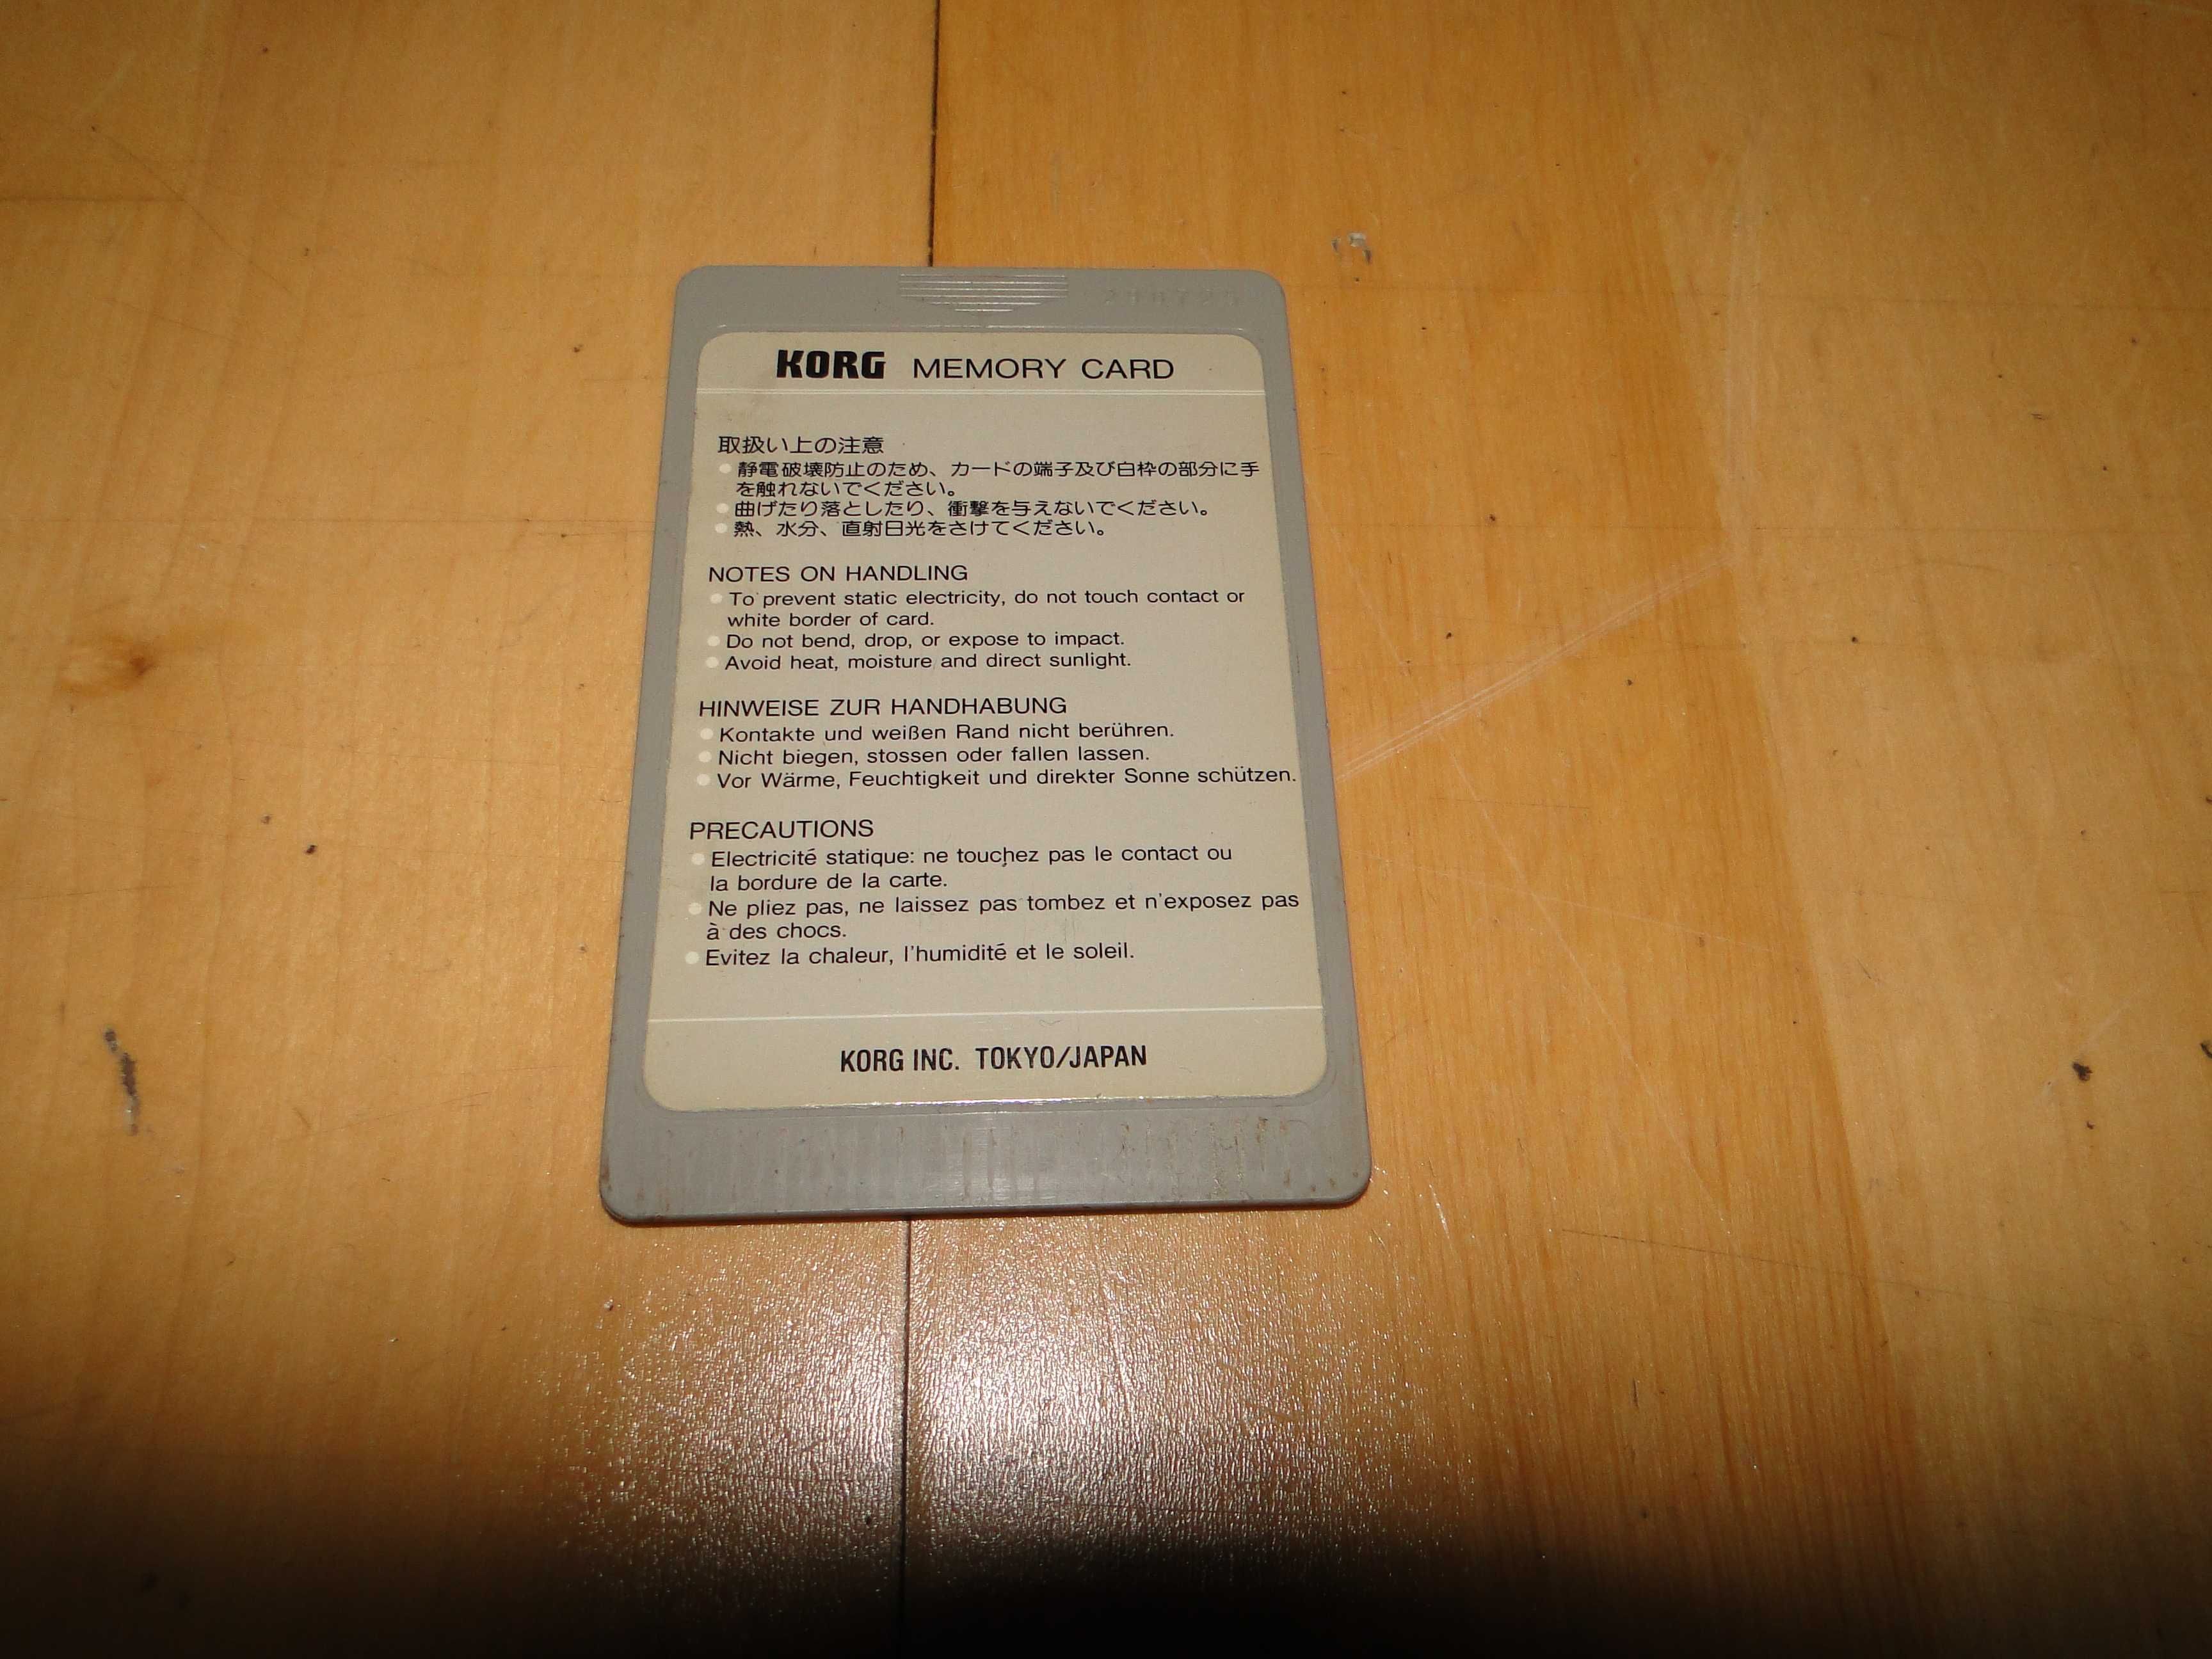 KORG MEMORY CARD
取扱い上の注意
● 静電破壊防止のため、カードの端子及び白枠の部分に手
を触れないでください。
● 曲げたり落としたり、衝撃を与えないでください。
● 熱、水分、直射日光をさけてください。
NOTES ON HANDLING
● To prevent static electricity, do not touch contact or
white border of card.
● Do not bend, drop, or expose to impact.
● Avoid heat, moisture and direct sunlight.
HINWEISE ZUR HANDHABUNG
● Kontakte und weißen Rand nicht berühren.
● Nicht biegen, stossen oder fallen lassen.
● Vor Wärme, Feuchtigkeit und direkter Sonne schützen.
PRECAUTIONS
● Electricité statique: ne touchez pas le contact ou
la bordure de la carte.
● Ne pliez pas, ne laissez pas tombez et n'exposez pas
à des chocs.
● Evitez la chaleur, l'humidité et le soleil.
KORG INC. TOKYO/JAPAN